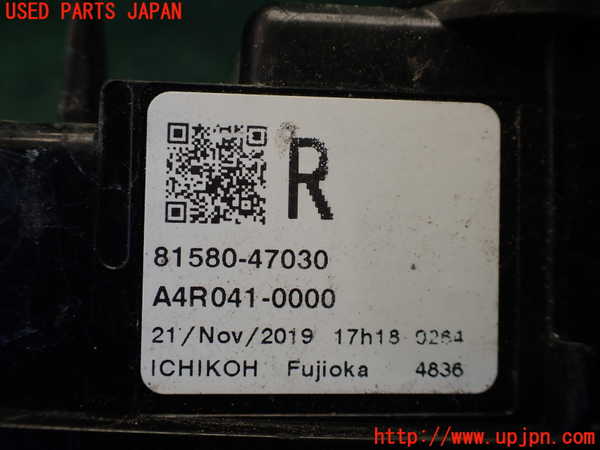 USED PARTS JAPAN
R
81580-47030
A4R041-0000
21/Nov/2019 17h18 0264
ICHIKOH Fujioka 4836
http://www.upjpn.com/